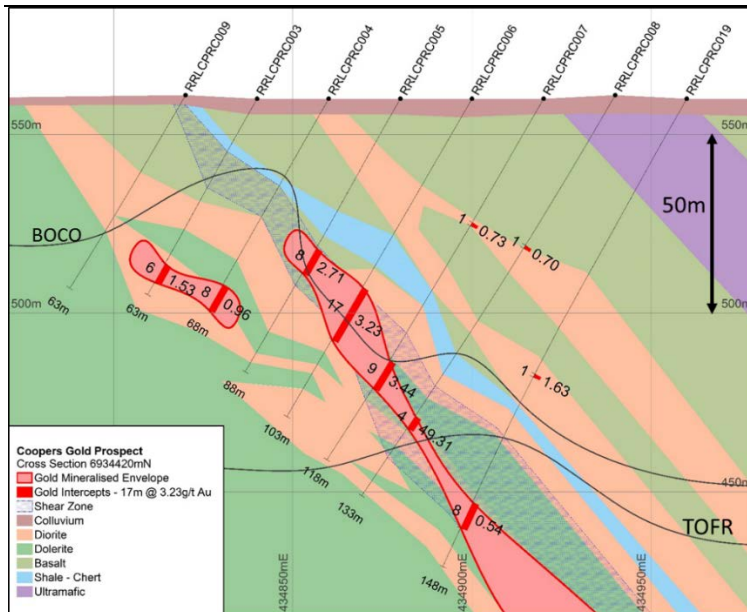 RRLCPRC009
RRLCPRC003
RRLCPRC004
RRLCPRC005
RRLCPRC006
RRLCPRC007
RRLCPRC008
RRLCPRC019
550m
550m
50m
BOCO
1 0.73
1 0.70
8 2.71
6 1.53
8 0.96
17 3.23
500m
500m
63m
63m
68m
9 3.44
1 1.63
88m
4 49.31
103m
118m
133m
450m
8 0.54
TOFR
148m
434850mE
434900mE
434950mE
Coopers Gold Prospect
Cross Section 6934420mN
Gold Mineralised Envelope
Gold Intercepts - 17m @ 3.23g/t Au
Shear Zone
Colluvium
Diorite
Dolerite
Basalt
Shale - Chert
Ultramafic